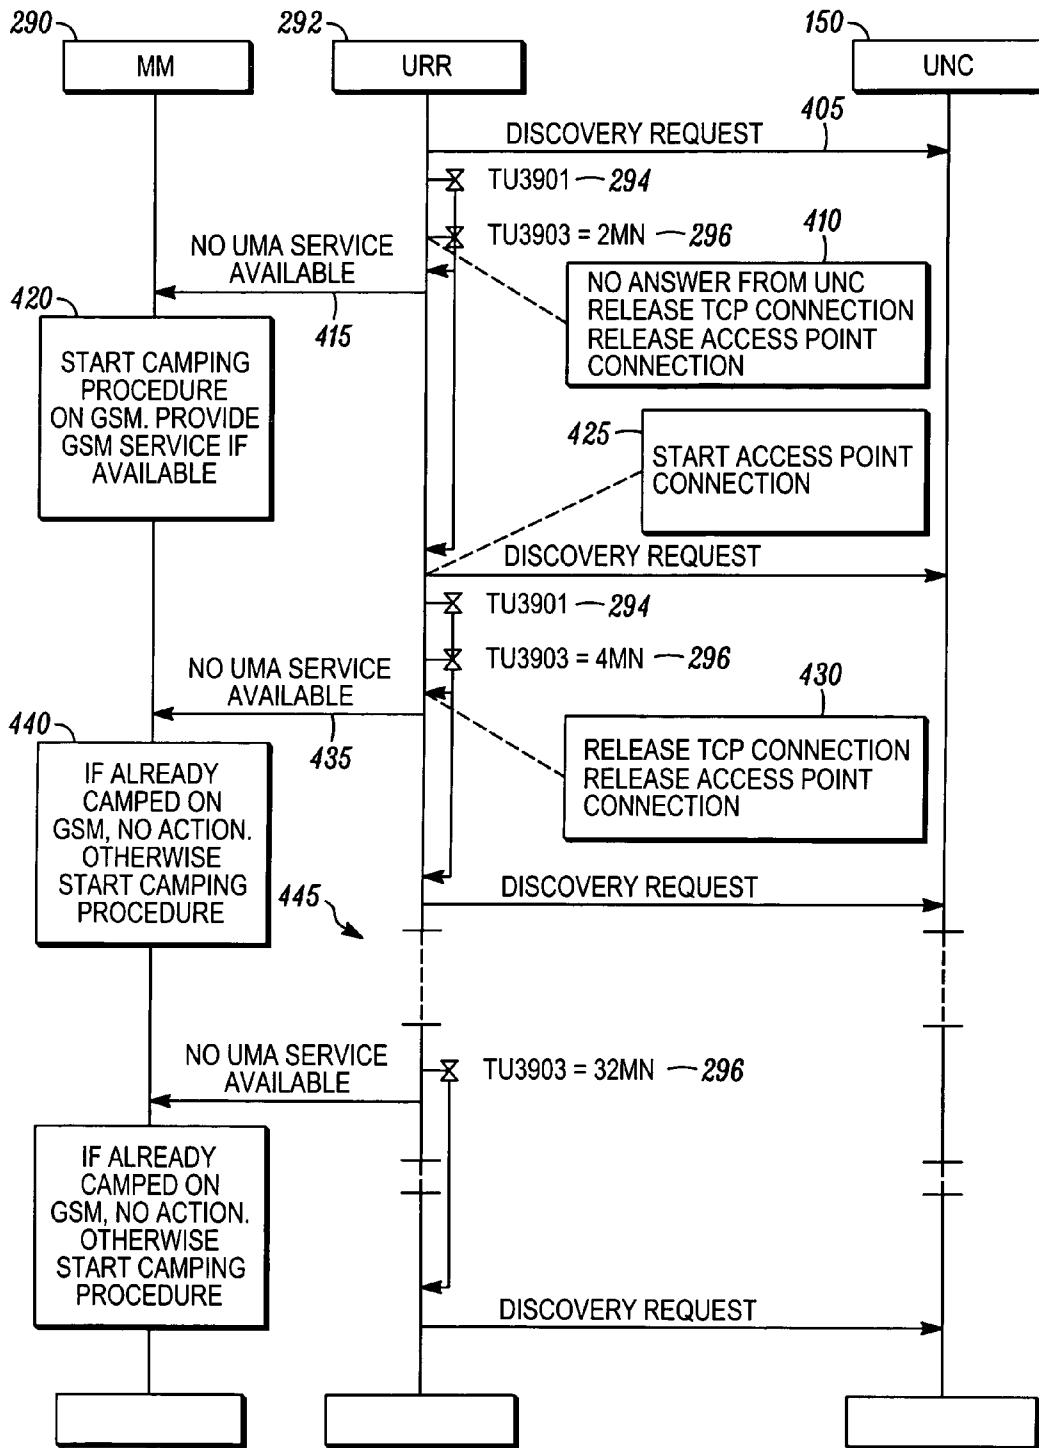 290
292
150
MM
URR
UNC
DISCOVERY REQUEST
405
TU3901
294
TU3903 = 2MN
296
410
NO UMA SERVICE
AVAILABLE
415
NO ANSWER FROM UNC
RELEASE TCP CONNECTION
RELEASE ACCESS POINT
CONNECTION
420
START CAMPING
PROCEDURE
ON GSM. PROVIDE
GSM SERVICE IF
AVAILABLE
425
START ACCESS POINT
CONNECTION
DISCOVERY REQUEST
TU3901
294
TU3903 = 4MN
296
NO UMA SERVICE
AVAILABLE
435
430
RELEASE TCP CONNECTION
RELEASE ACCESS POINT
CONNECTION
440
IF ALREADY
CAMPED ON
GSM, NO ACTION.
OTHERWISE
START CAMPING
PROCEDURE
DISCOVERY REQUEST
445
NO UMA SERVICE
AVAILABLE
TU3903 = 32MN
296
IF ALREADY
CAMPED ON
GSM, NO ACTION.
OTHERWISE
START CAMPING
PROCEDURE
DISCOVERY REQUEST